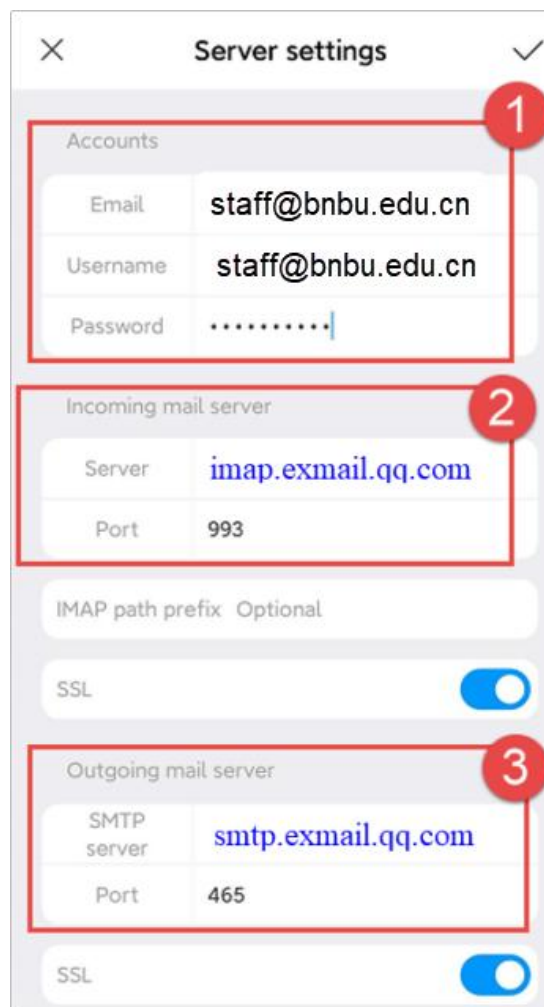 Server settings
1
Accounts
Email staff@bnbu.edu.cn
Username staff@bnbu.edu.cn
Password ••••••••••
2
Incoming mail server
Server imap.exmail.qq.com
Port 993
IMAP path prefix Optional
SSL
3
Outgoing mail server
SMTP
server smtp.exmail.qq.com
Port 465
SSL